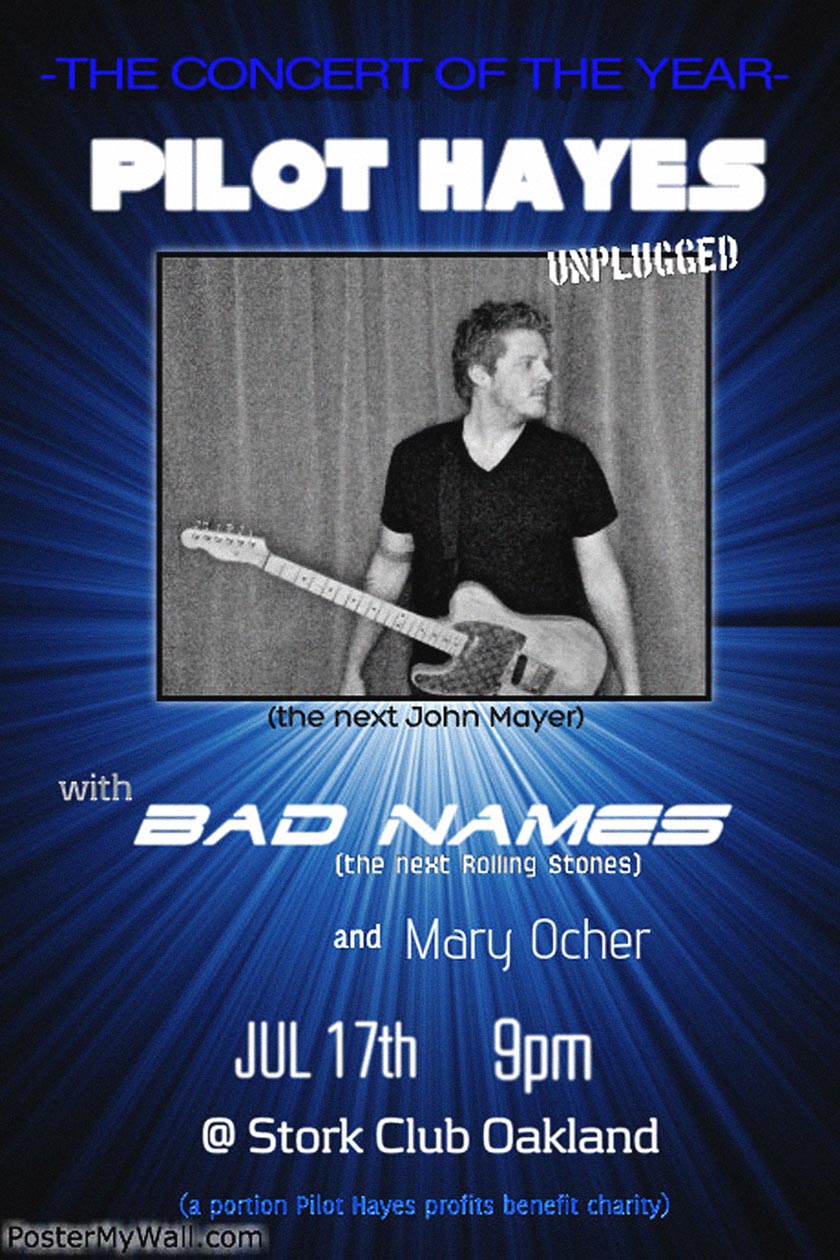 -THE CONCERT OF THE YEAR-
PILOT HAYES
UNPLUGGED
(the next John Mayer)
with
BAD NAMES
(the next Rolling Stones)
and Mary Ocher
JUL 17th 9pm
@ Stork Club Oakland
(a portion Pilot Hayes profits benefit charity)
PosterMyWall.com